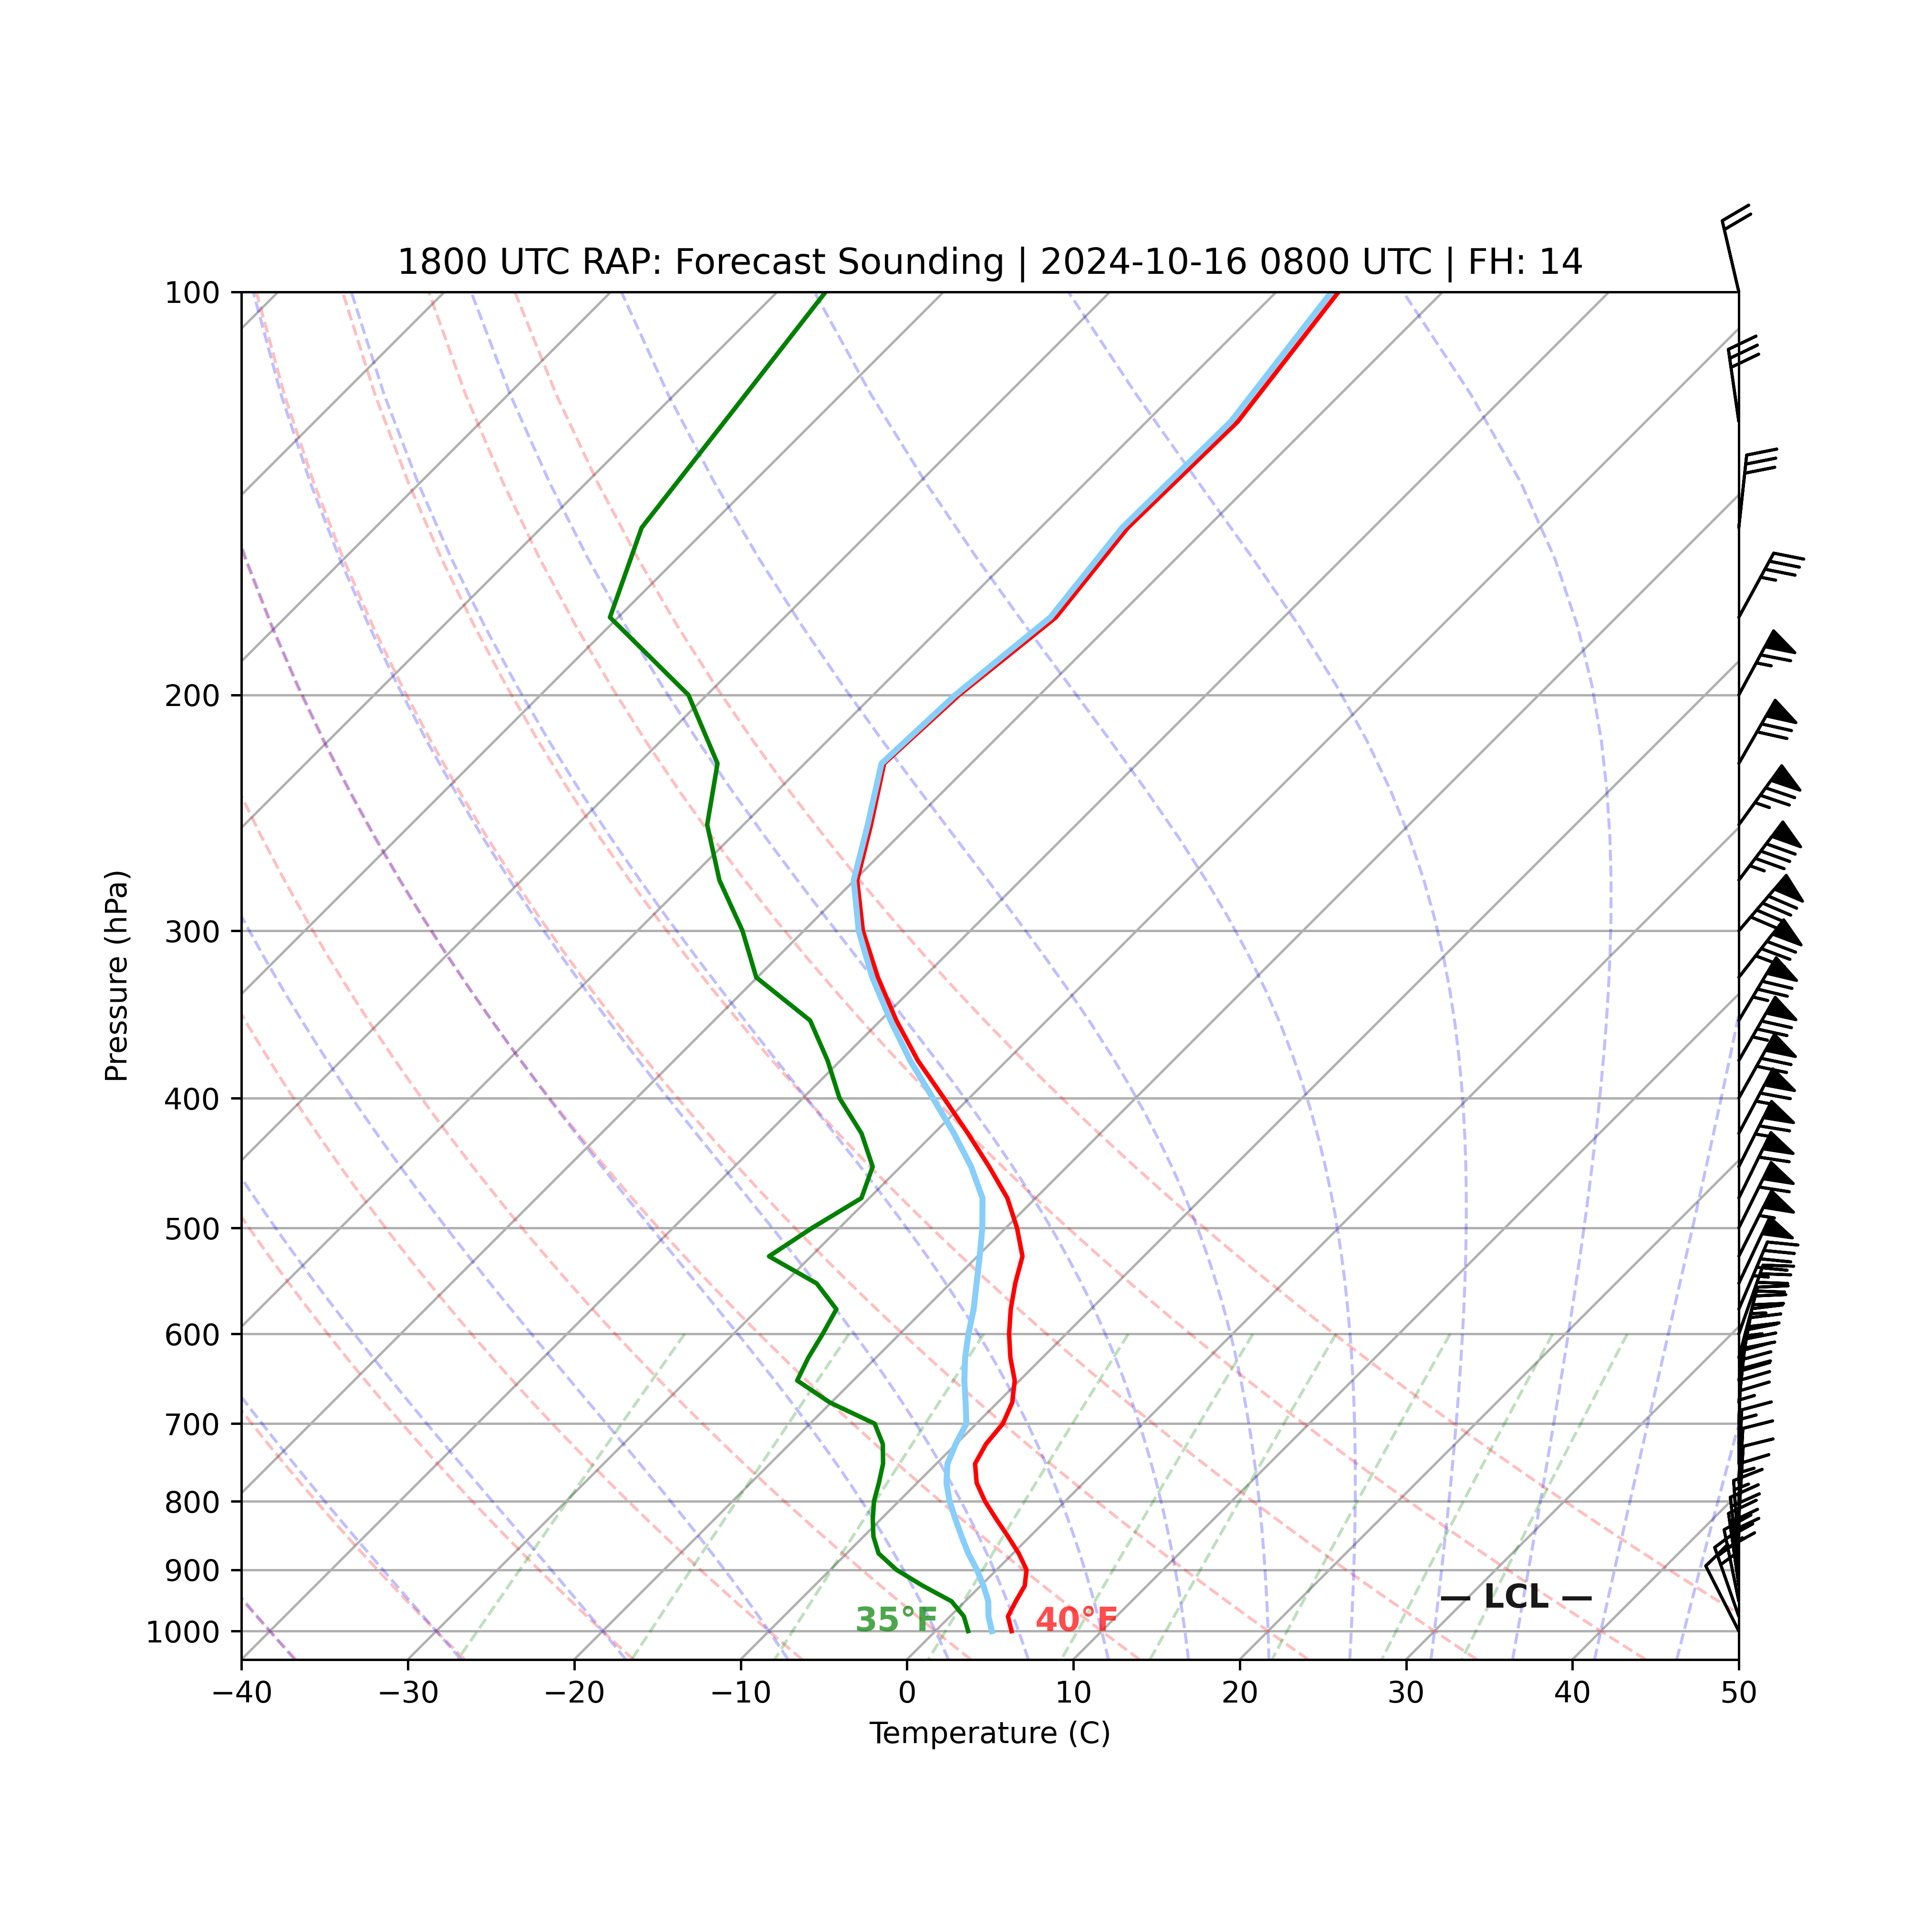 1800 UTC RAP: Forecast Sounding | 2024-10-16 0800 UTC | FH: 14
100
200
300
400
500
600
700
800
900
1000
Pressure (hPa)
35°F
40°F
— LCL —
−40 −30 −20 −10 0 10 20 30 40 50
Temperature (C)